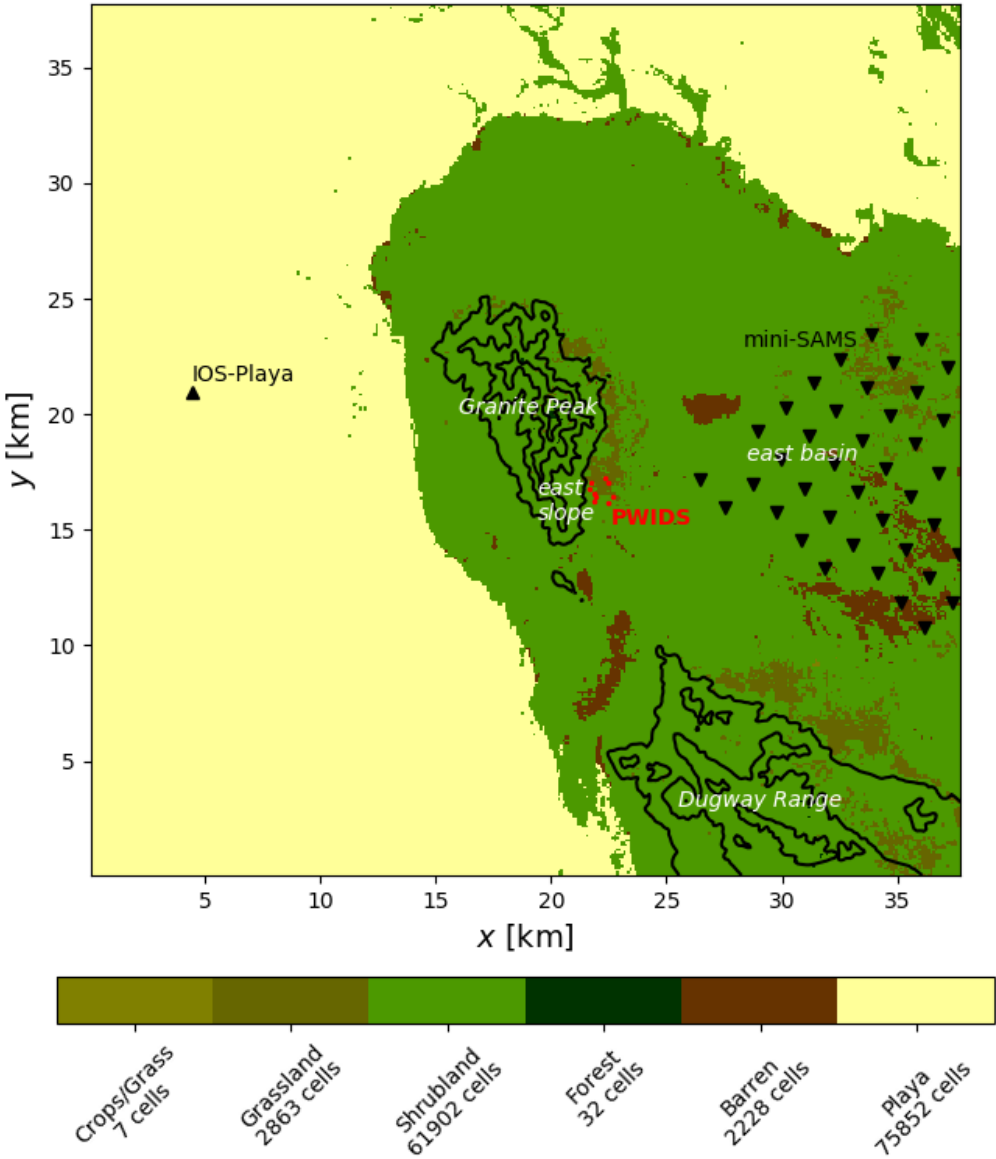 35
30
25
20
15
10
5
y [km]
IOS-Playa
mini-SAMS
Granite Peak
east basin
east
slope
PWIDS
Dugway Range
5 10 15 20 25 30 35
x [km]
Crops/Grass
7 cells
Grassland
2863 cells
Shrubland
61902 cells
Forest
32 cells
Barren
2228 cells
Playa
75852 cells